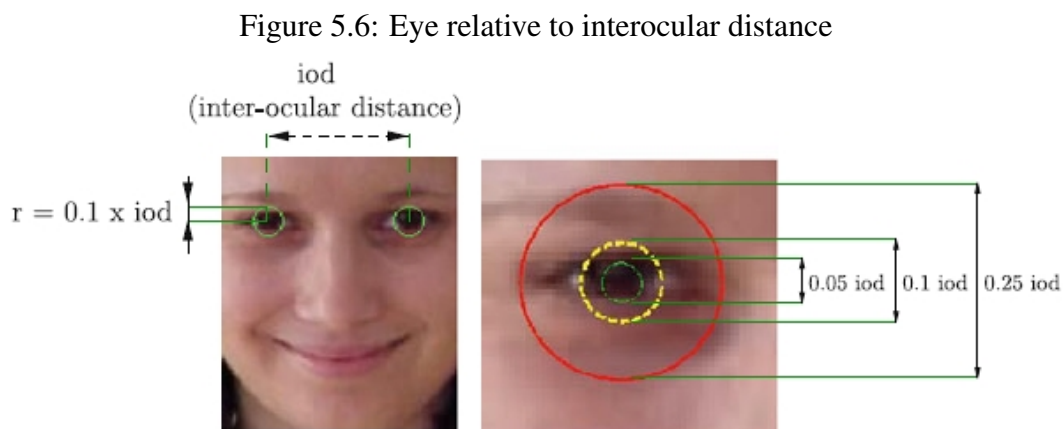 Figure 5.6: Eye relative to interocular distance
iod
(inter-ocular distance)
r = 0.1 x iod
0.05 iod
0.1 iod
0.25 iod